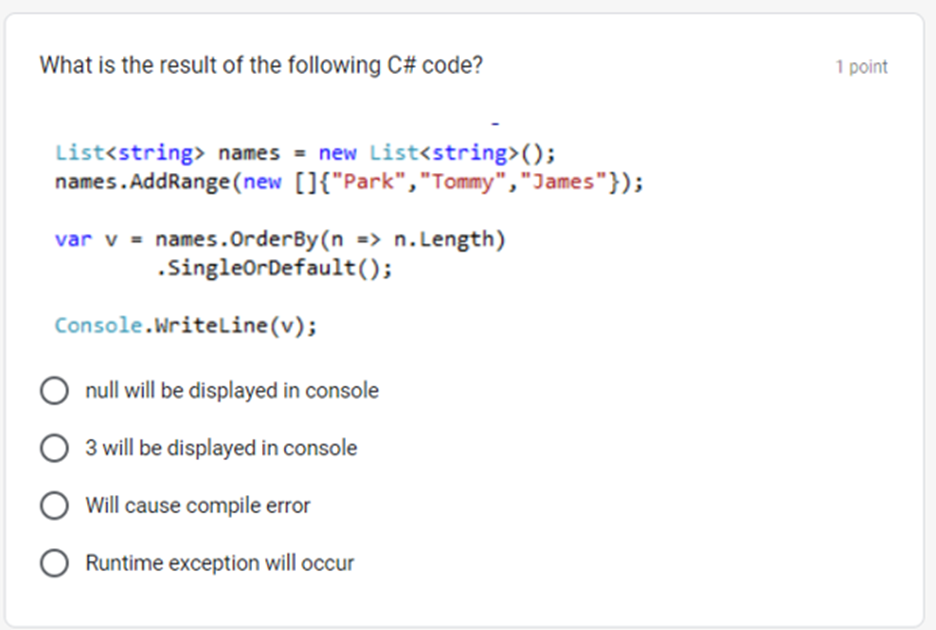 What is the result of the following C# code?
1 point
-
List<string> names = new List<string>();
names.AddRange(new []{"Park","Tommy","James"});
var v = names.OrderBy(n => n.Length)
.SingleOrDefault();
Console.WriteLine(v);
null will be displayed in console
3 will be displayed in console
Will cause compile error
Runtime exception will occur